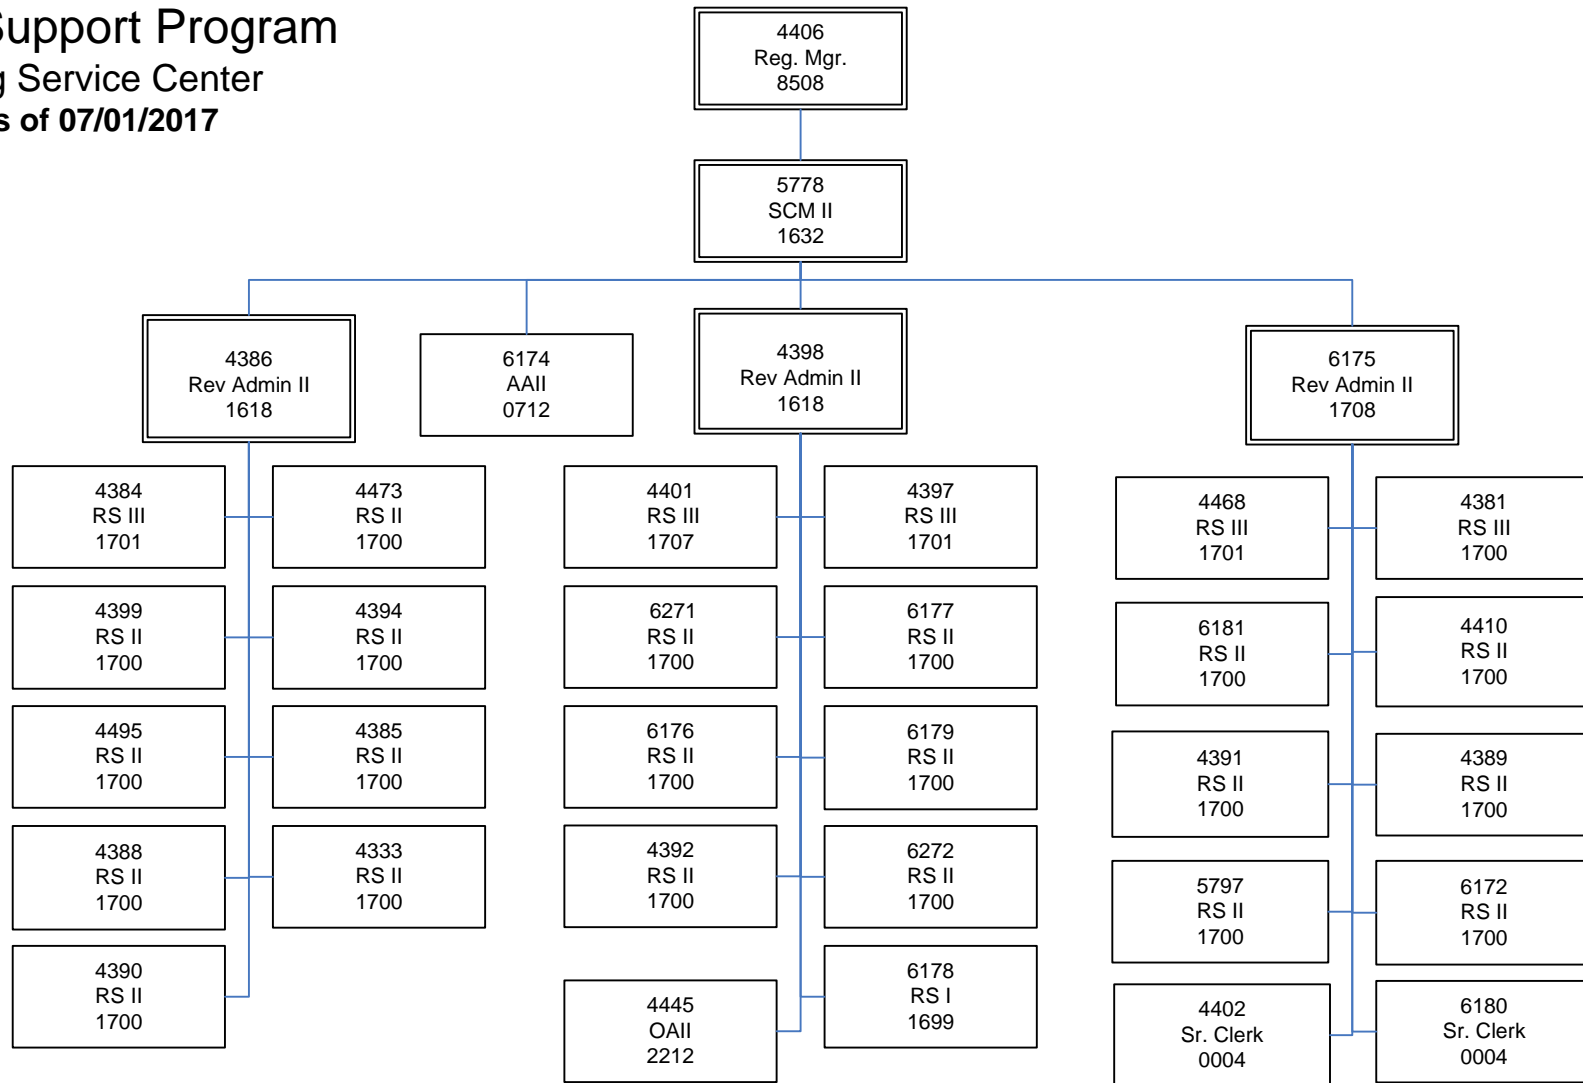 Support Program
g Service Center
s of 07/01/2017
4406
Reg. Mgr.
8508
5778
SCM II
1632
4386
Rev Admin II
1618
6174
AAII
0712
4398
Rev Admin II
1618
6175
Rev Admin II
1708
4384
RS III
1701
4473
RS II
1700
4401
RS III
1707
4397
RS III
1701
4468
RS III
1701
4381
RS III
1700
4399
RS II
1700
4394
RS II
1700
6271
RS II
1700
6177
RS II
1700
6181
RS II
1700
4410
RS II
1700
4495
RS II
1700
4385
RS II
1700
6176
RS II
1700
6179
RS II
1700
4391
RS II
1700
4389
RS II
1700
4388
RS II
1700
4333
RS II
1700
4392
RS II
1700
6272
RS II
1700
5797
RS II
1700
6172
RS II
1700
4390
RS II
1700
4445
OAII
2212
6178
RS I
1699
4402
Sr. Clerk
0004
6180
Sr. Clerk
0004